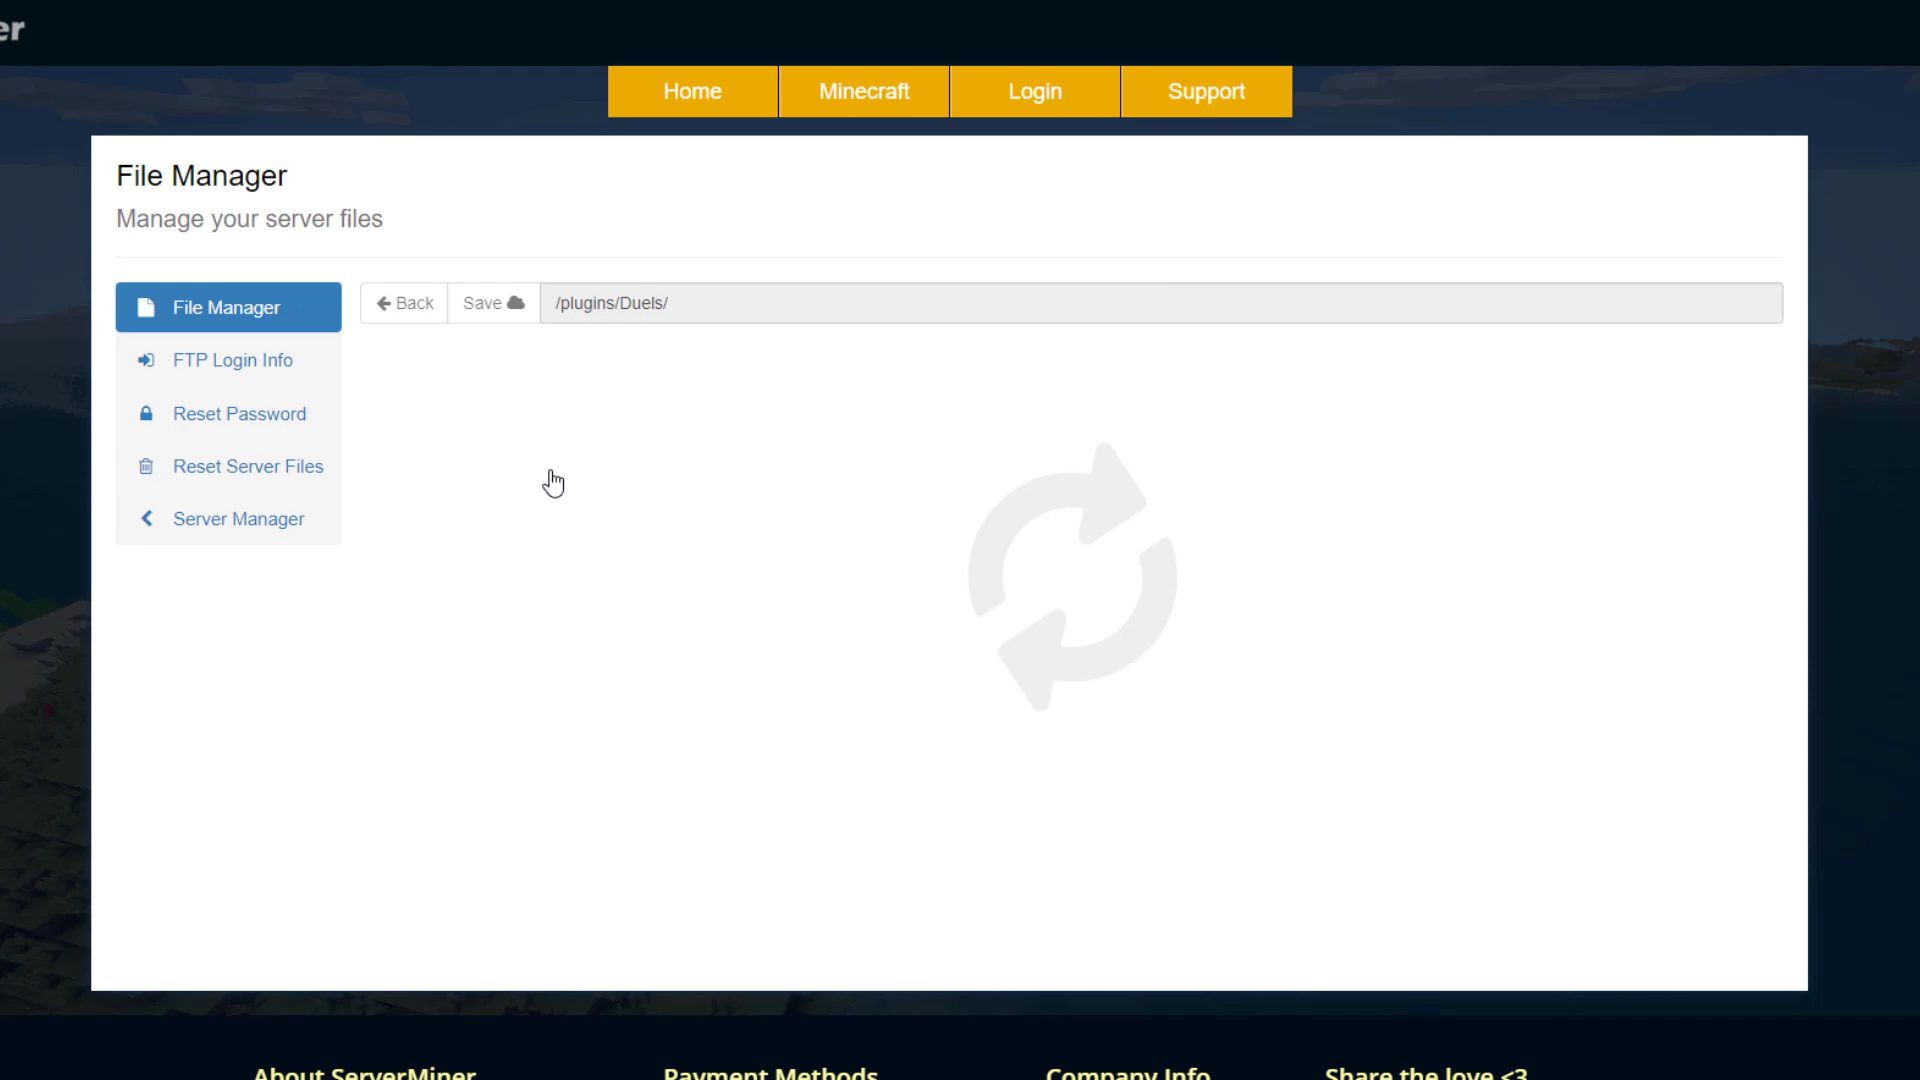 er
Home Minecraft Login Support
File Manager
Manage your server files
File Manager
Back Save /plugins/Duels/
FTP Login Info
Reset Password
Reset Server Files
Server Manager
About ServerMiner Payment Methods Company Info Share the love <3